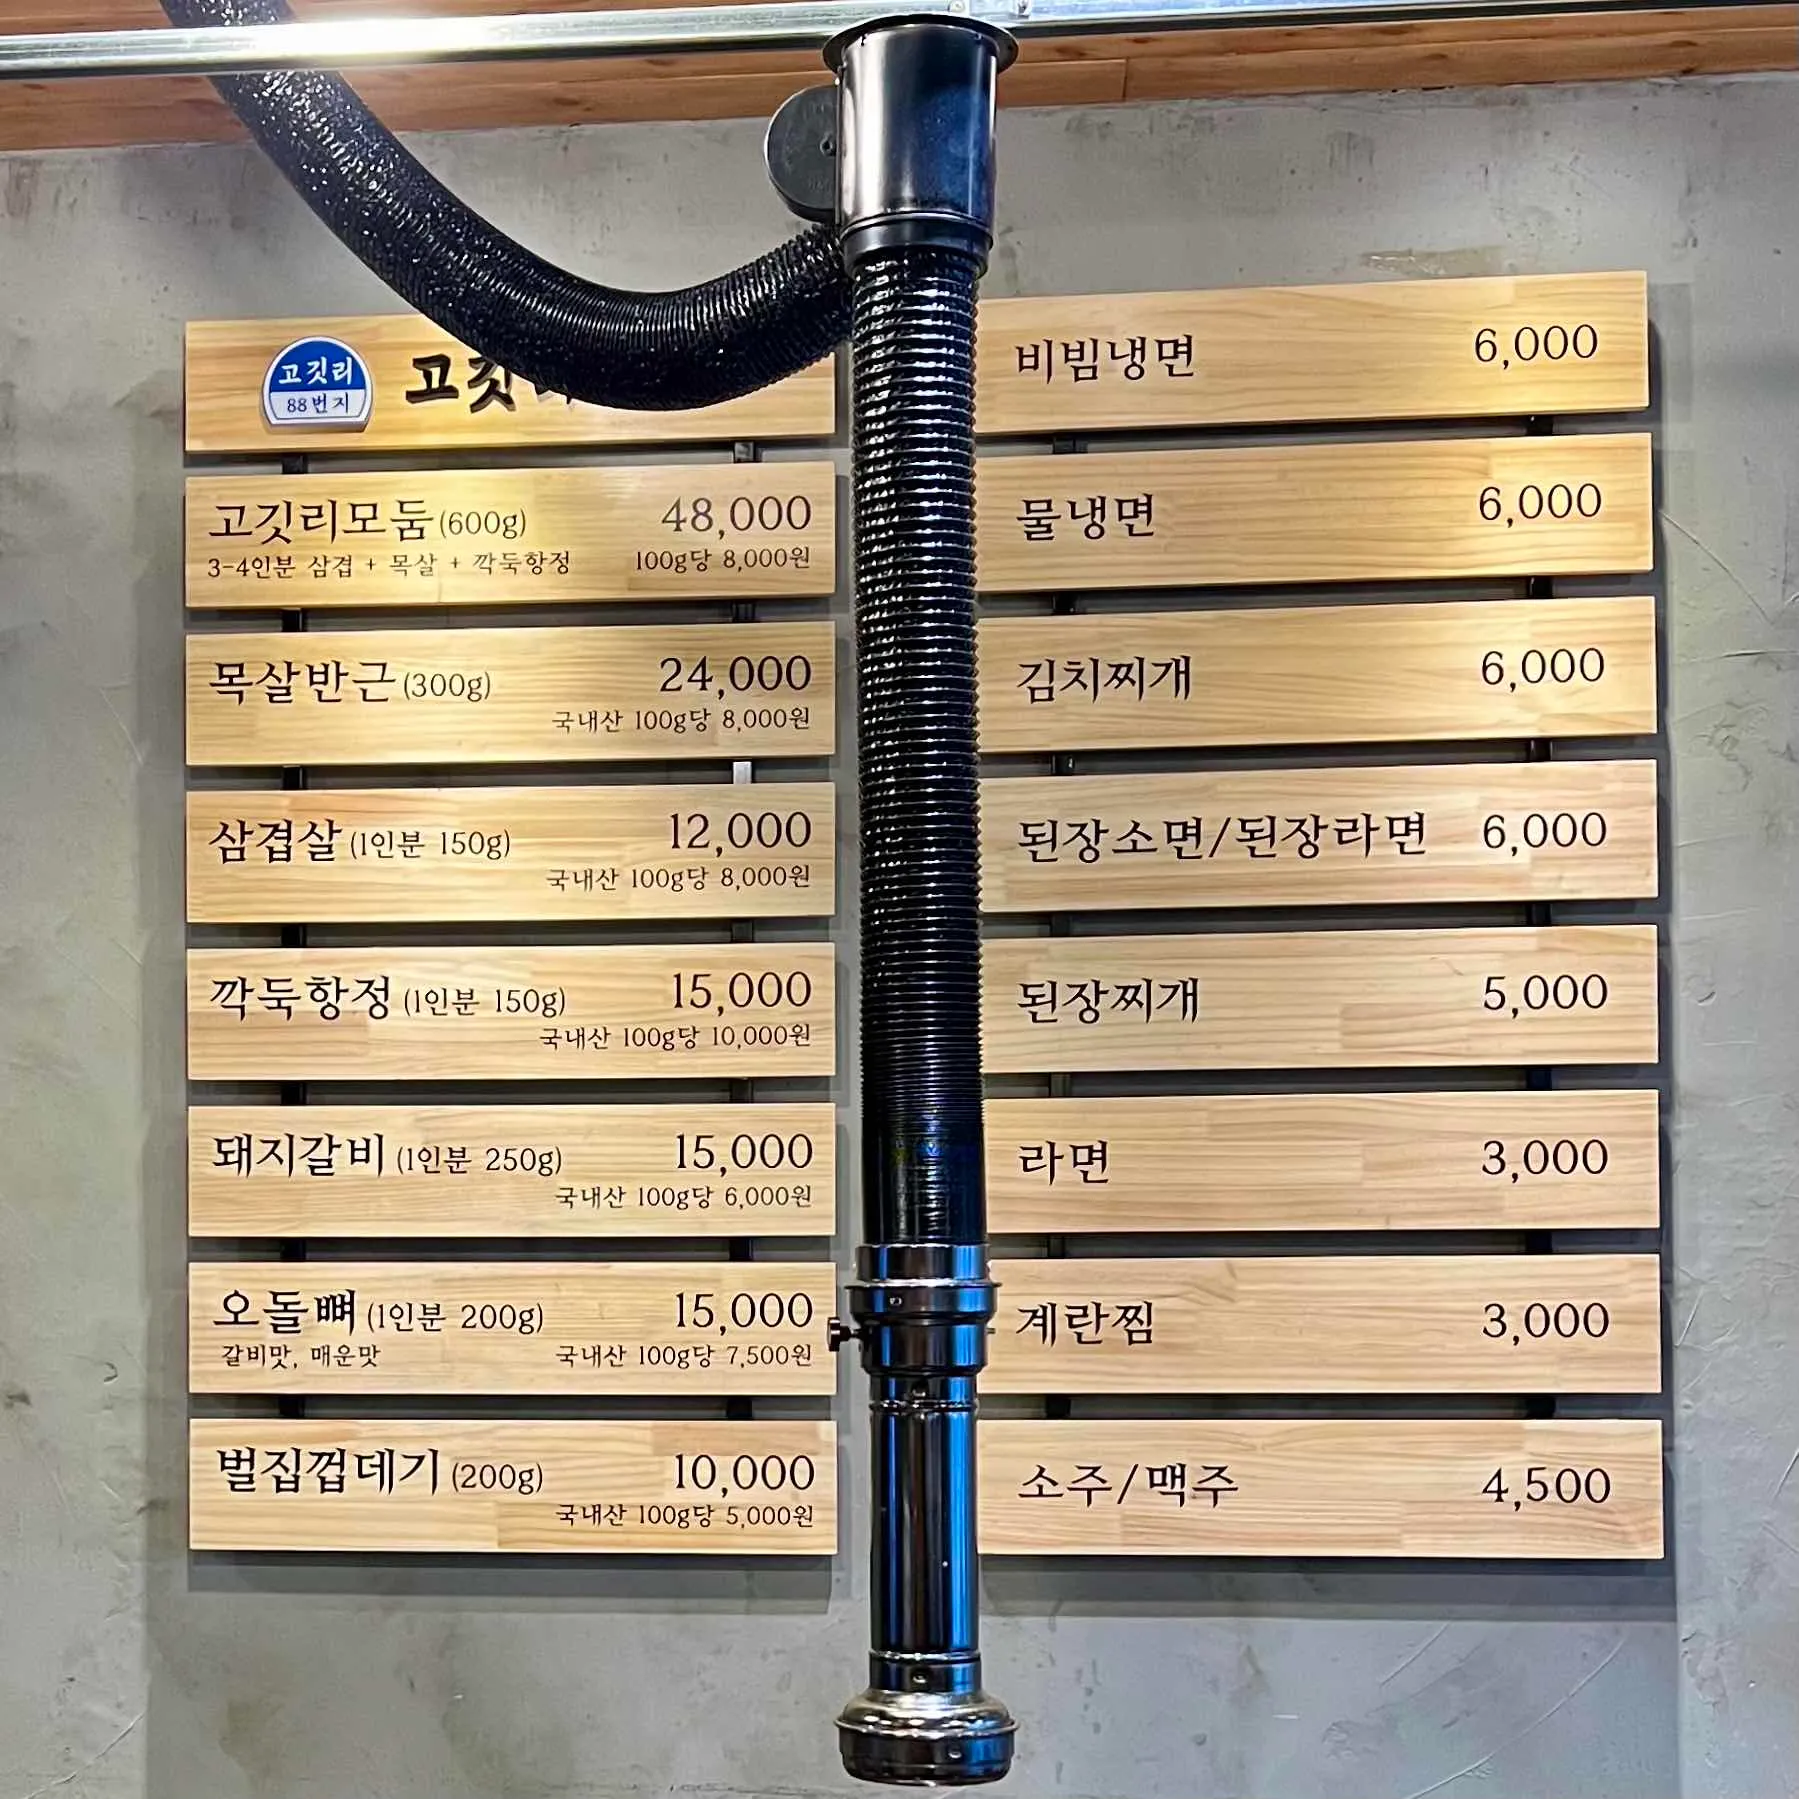 고깃리
88번지
고깃
고깃리모둠 (600g) 48,000
3-4인분 삼겹 + 목살 + 깍둑항정 100g당 8,000원
목살반근 (300g) 24,000
국내산 100g당 8,000원
삼겹살 (1인분 150g) 12,000
국내산 100g당 8,000원
깍둑항정 (1인분 150g) 15,000
국내산 100g당 10,000원
돼지갈비 (1인분 250g) 15,000
국내산 100g당 6,000원
오돌뼈 (1인분 200g) 15,000
갈비맛, 매운맛 국내산 100g당 7,500원
벌집껍데기 (200g) 10,000
국내산 100g당 5,000원
비빔냉면 6,000
물냉면 6,000
김치찌개 6,000
된장소면/된장라면 6,000
된장찌개 5,000
라면 3,000
계란찜 3,000
소주/맥주 4,500